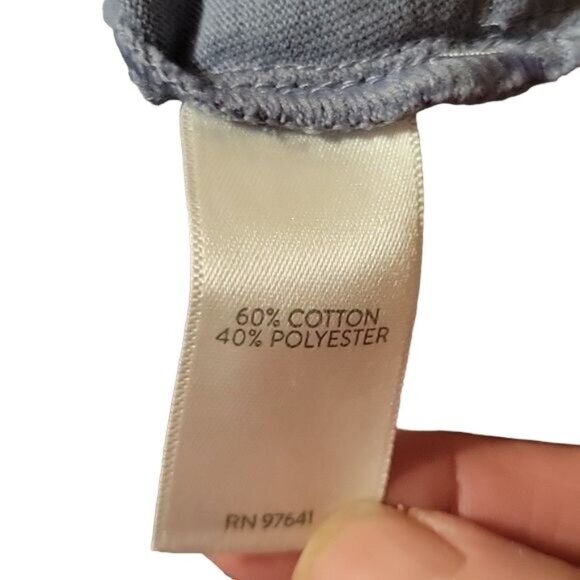 60% COTTON
40% POLYESTER
RN 97641